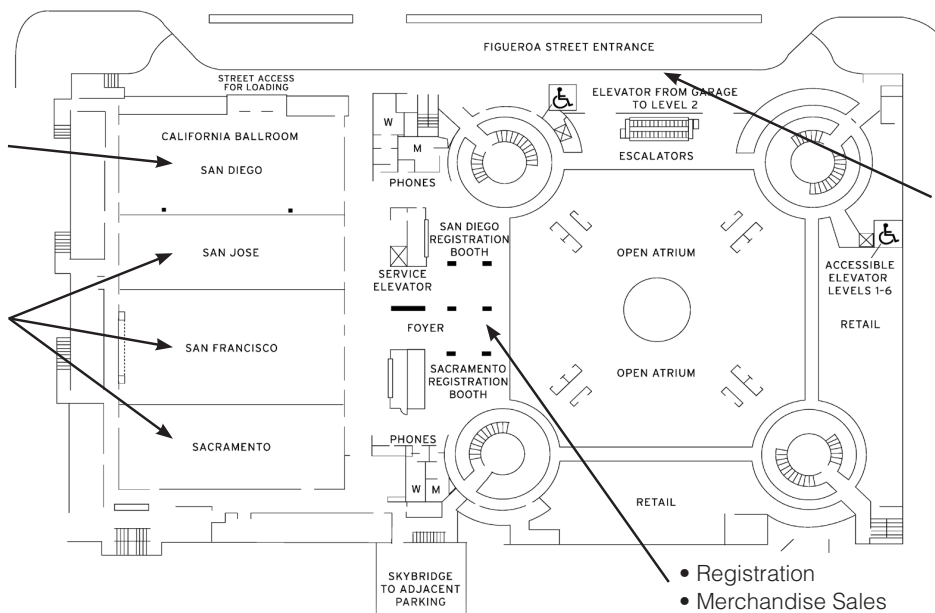 FIGUEROA STREET ENTRANCE
STREET ACCESS
FOR LOADING
ELEVATOR FROM GARAGE
TO LEVEL 2
CALIFORNIA BALLROOM
SAN DIEGO
W
M
PHONES
ESCALATORS
SAN DIEGO
REGISTRATION
BOOTH
SAN JOSE
OPEN ATRIUM
SERVICE
ELEVATOR
ACCESSIBLE
ELEVATOR
LEVELS 1-6
FOYER
RETAIL
SAN FRANCISCO
SACRAMENTO
REGISTRATION
BOOTH
OPEN ATRIUM
SACRAMENTO
PHONES
W
M
RETAIL
SKYBRIDGE
TO ADJACENT
PARKING
• Registration
• Merchandise Sales